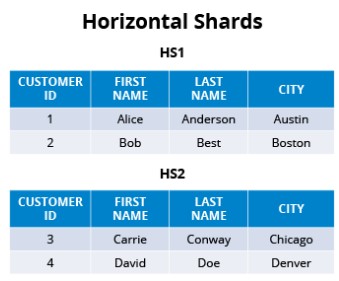 Horizontal Shards
HS1
CUSTOMER ID FIRST NAME LAST NAME CITY
1 Alice Anderson Austin
2 Bob Best Boston
HS2
CUSTOMER ID FIRST NAME LAST NAME CITY
3 Carrie Conway Chicago
4 David Doe Denver